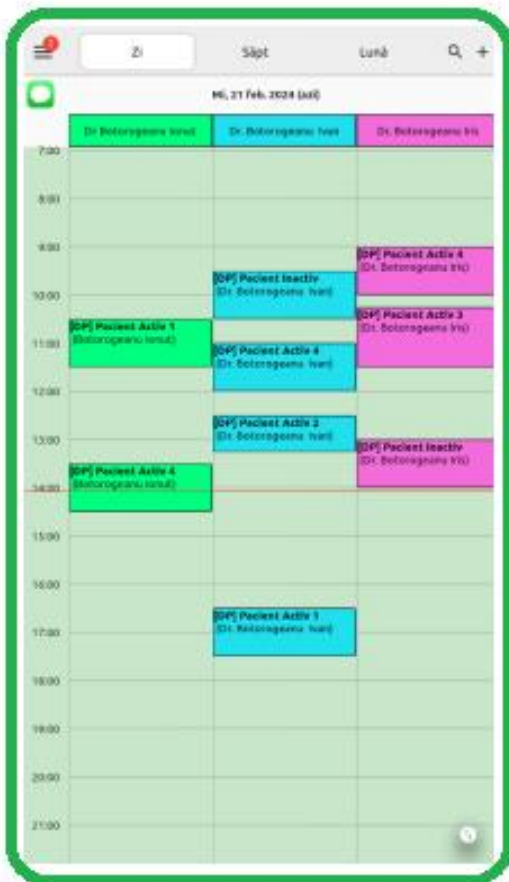 2
Zi
Săpt
Lună
Mi, 21 feb. 2024 (azi)
Dr Botorogeanu Ionut
Dr. Botorogeanu Ivan
Dr. Botorogeanu Iris
7:00
8:00
9:00
[DP] Pacient Activ 4
(Dr. Botorogeanu Iris)
[DP] Pacient Inactiv
(Dr. Botorogeanu Ivan)
10:00
[DP] Pacient Activ 3
(Dr. Botorogeanu Iris)
[DP] Pacient Activ 1
(Botorogeanu Ionut)
11:00
[DP] Pacient Activ 4
(Dr. Botorogeanu Ivan)
12:00
[DP] Pacient Activ 2
(Dr. Botorogeanu Ivan)
13:00
[DP] Pacient Inactiv
(Dr. Botorogeanu Iris)
[DP] Pacient Activ 4
(Botorogeanu Ionut)
14:00
15:00
16:00
[DP] Pacient Activ 1
(Dr. Botorogeanu Ivan)
17:00
18:00
19:00
20:00
21:00